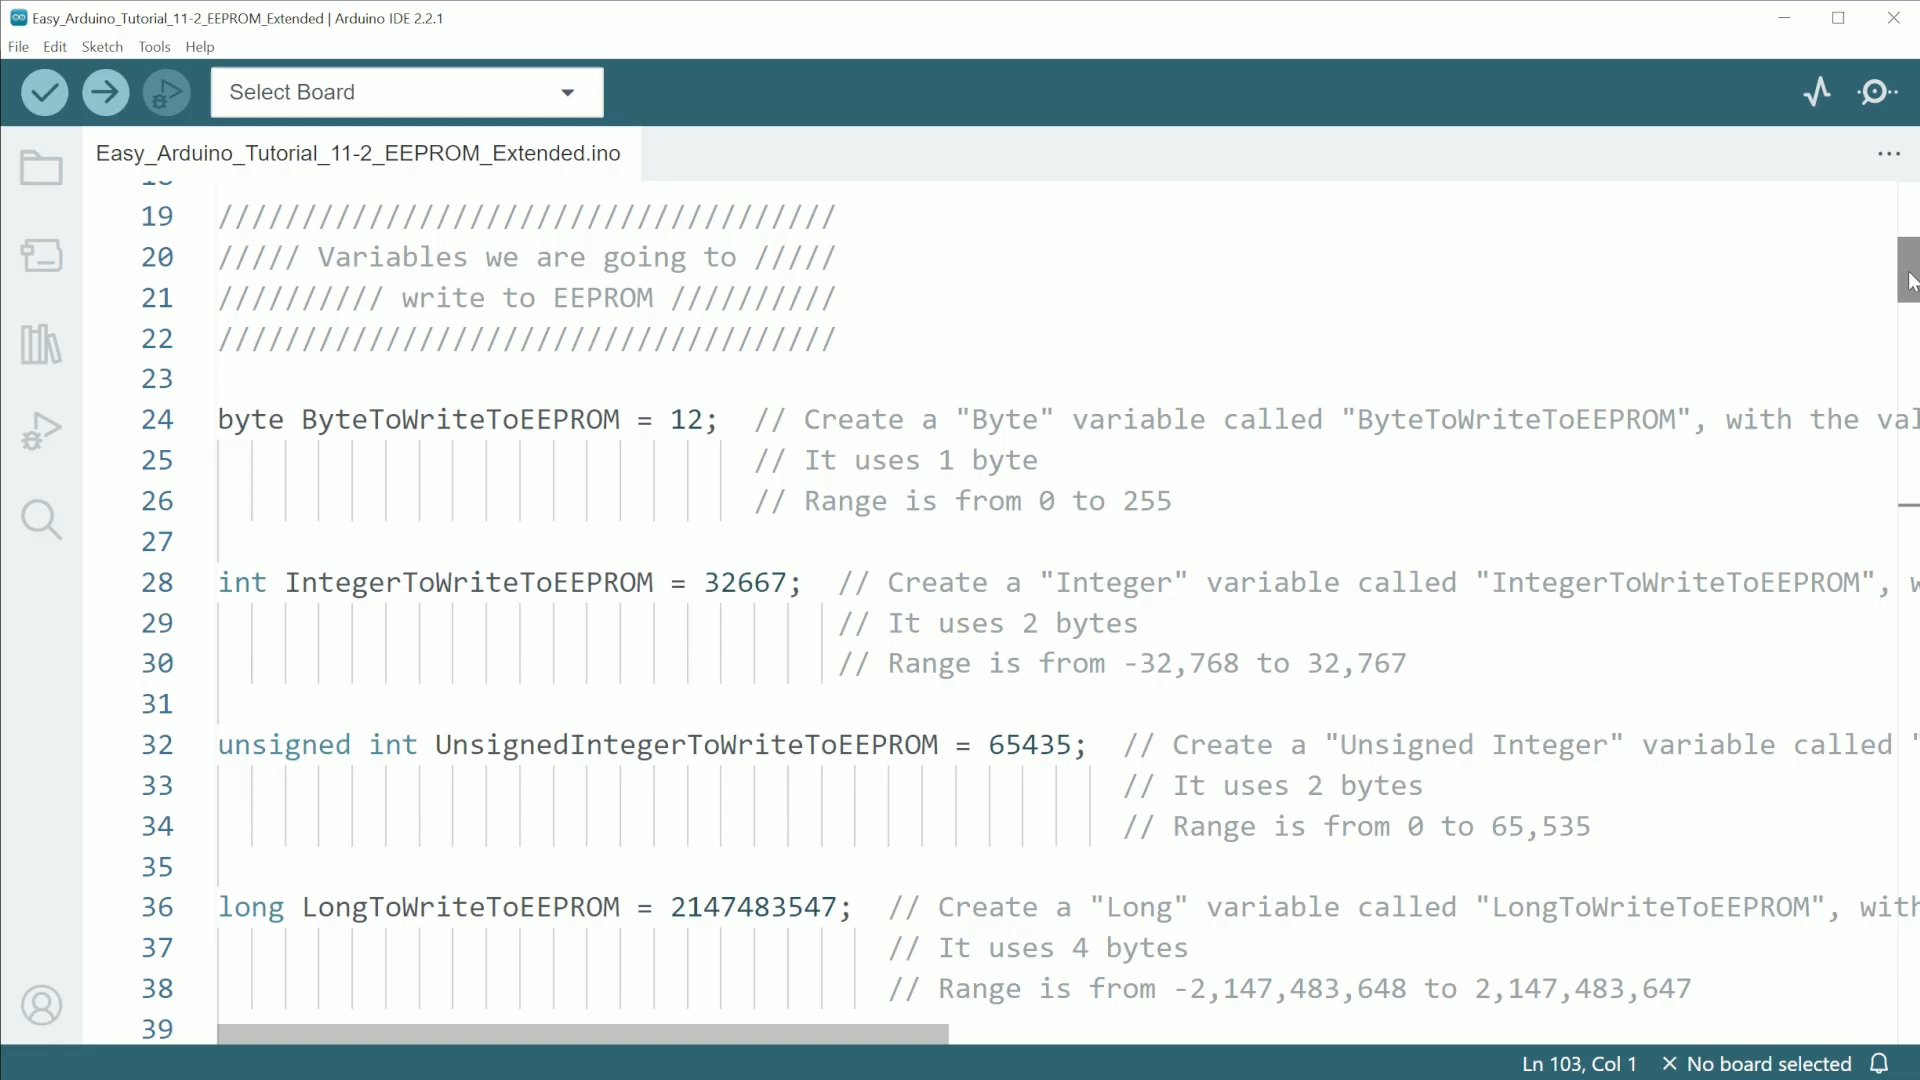 Easy_Arduino_Tutorial_11-2_EEPROM_Extended | Arduino IDE 2.2.1
File Edit Sketch Tools Help
Select Board
Easy_Arduino_Tutorial_11-2_EEPROM_Extended.ino
19 /////////////////////////////////////
20 ///// Variables we are going to /////
21 ////////// write to EEPROM //////////
22 /////////////////////////////////////
23
24 byte ByteToWriteToEEPROM = 12; // Create a "Byte" variable called "ByteToWriteToEEPROM", with the
25 // It uses 1 byte
26 // Range is from 0 to 255
27
28 int IntegerToWriteToEEPROM = 32667; // Create a "Integer" variable called "IntegerToWriteToEEPROM",
29 // It uses 2 bytes
30 // Range is from -32,768 to 32,767
31
32 unsigned int UnsignedIntegerToWriteToEEPROM = 65435; // Create a "Unsigned Integer" variable called "
33 // It uses 2 bytes
34 // Range is from 0 to 65,535
35
36 long LongToWriteToEEPROM = 2147483547; // Create a "Long" variable called "LongToWriteToEEPROM",
37 // It uses 4 bytes
38 // Range is from -2,147,483,648 to 2,147,483,647
39
Ln 103, Col 1 No board selected